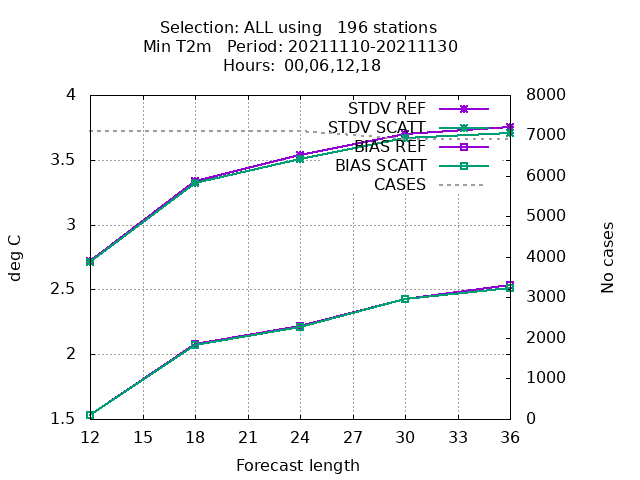 Selection: ALL using   196 stations
Min T2m   Period: 20211110-20211130
Hours:  00,06,12,18
4
3.5
3
2.5
2
1.5
deg C
8000
7000
6000
5000
4000
3000
2000
1000
0
No cases
STDV REF
STDV SCATT
BIAS REF
BIAS SCATT
CASES
12 15 18 21 24 27 30 33 36
Forecast length